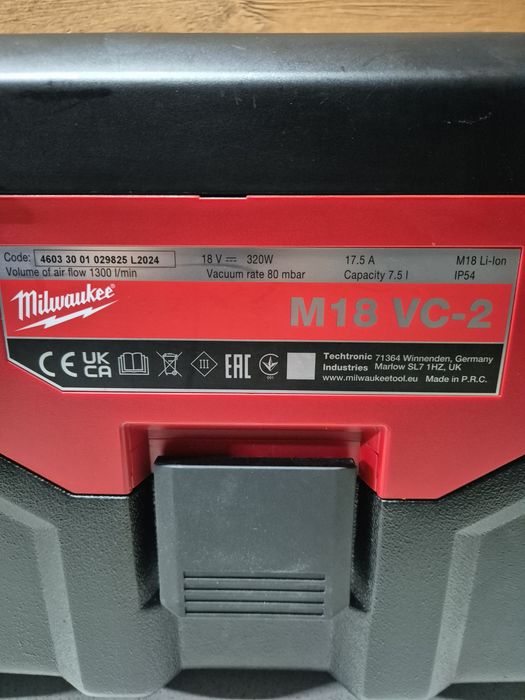 Code: 4603 30 01 029825 L2024 18 V 320W 17.5 A M18 Li-Ion
Volume of air flow 1300 l/min Vacuum rate 80 mbar Capacity 7.5 l IP54
Milwaukee M18 VC-2
CE UK CA III EAC 001 Techtronic 71364 Winnenden, Germany
Industries Marlow SL7 1HZ, UK
www.milwaukeetool.eu Made in P.R.C.